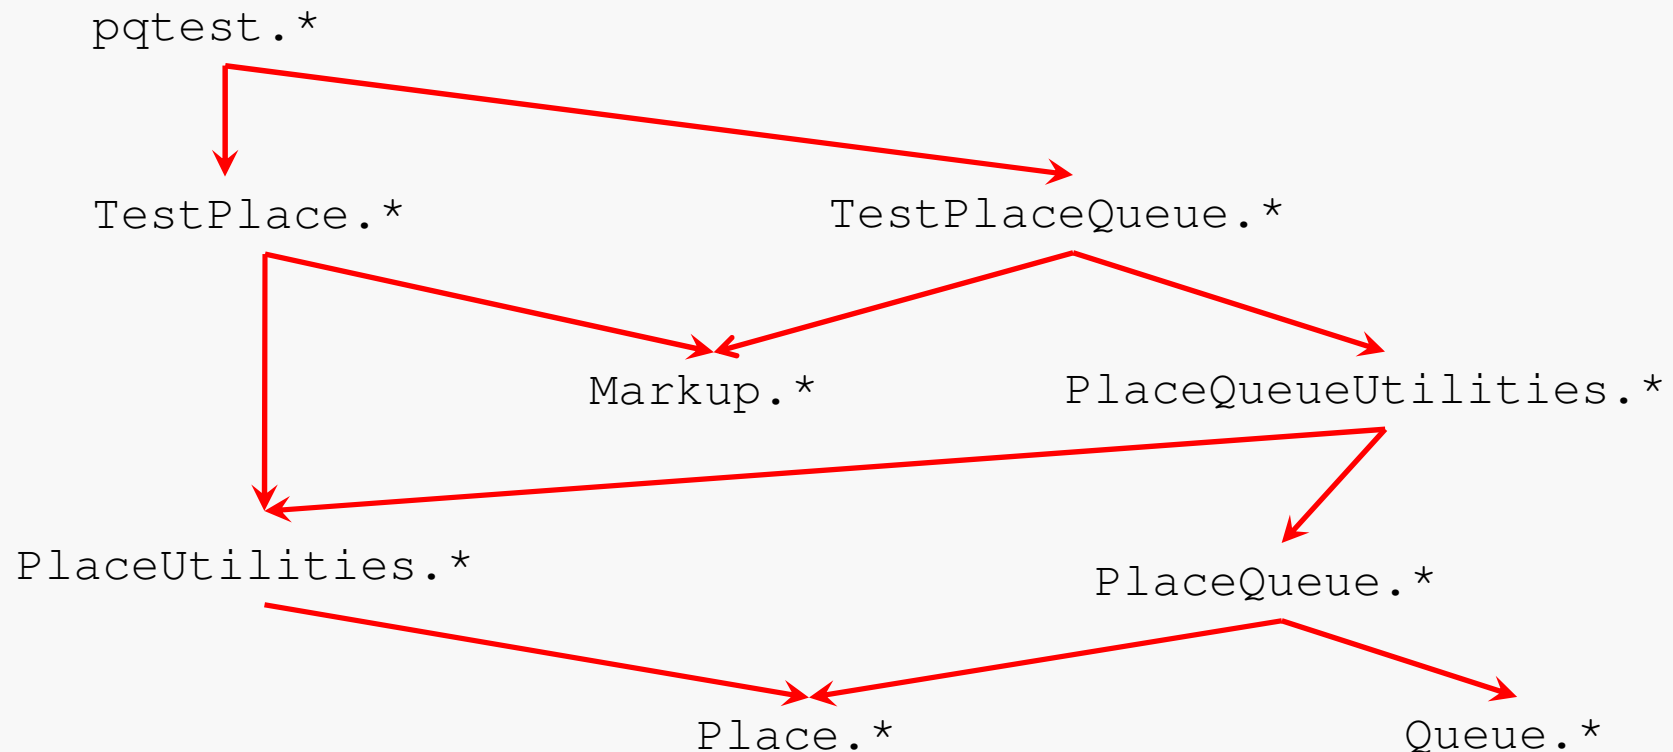 pqtest.*
TestPlace.*
TestPlaceQueue.*
Markup.*
PlaceQueueUtilities.*
PlaceUtilities.*
PlaceQueue.*
Place.*
Queue.*